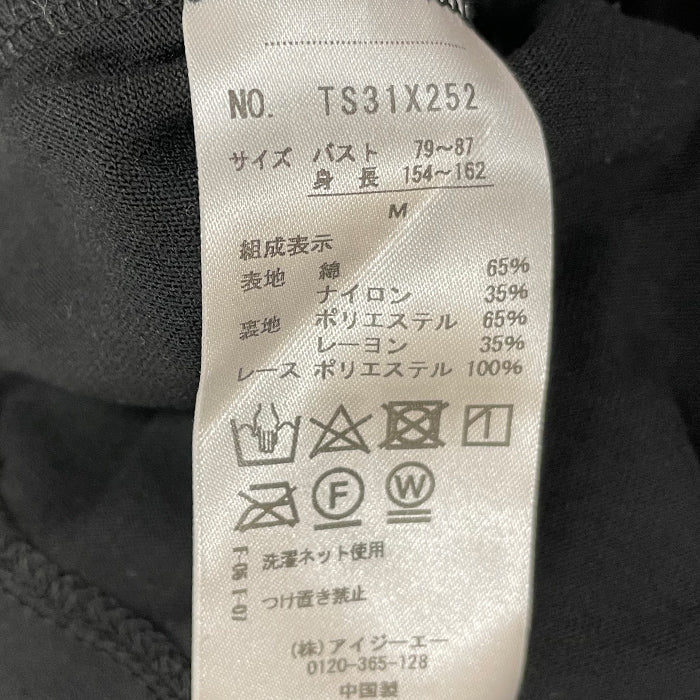 NO. TS31X252
サイズ バスト 79〜87
身長 154〜162
M
組成表示
表地 綿 65%
ナイロン 35%
裏地 ポリエステル 65%
レーヨン 35%
レース ポリエステル 100%
F
W
洗濯ネット使用
つけ置き禁止
(株)アイジーエー
0120-365-128
中国製